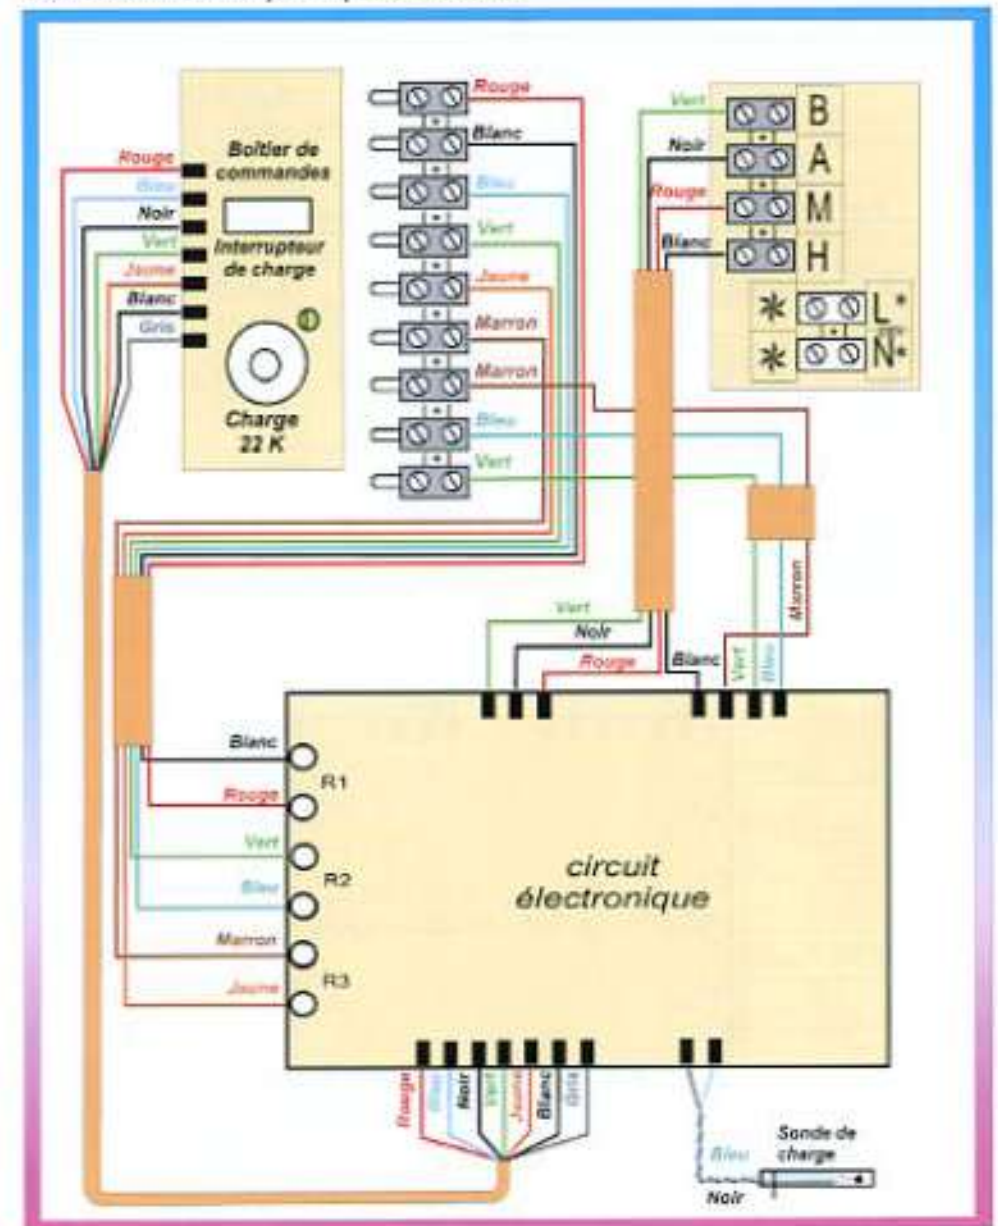 Rouge
Bleu
Noir
Vert
Jaune
Blanc
Gris
Boîtier de
commandes
Interrupteur
de charge
Charge
22 K
Rouge
Blanc
Bleu
Vert
Jaune
Marron
Marron
Bleu
Vert
Vert
Noir
Rouge
Blanc
B
A
M
H
L*
N*
Vert
Noir
Rouge
Blanc
Vert
Bleu
Marron
Blanc
Rouge
Vert
Bleu
Marron
Jaune
R1
R2
R3
circuit
électronique
Rouge
Bleu
Noir
Vert
Jaune
Blanc
Gris
Bleu
Noir
Sonde de
charge